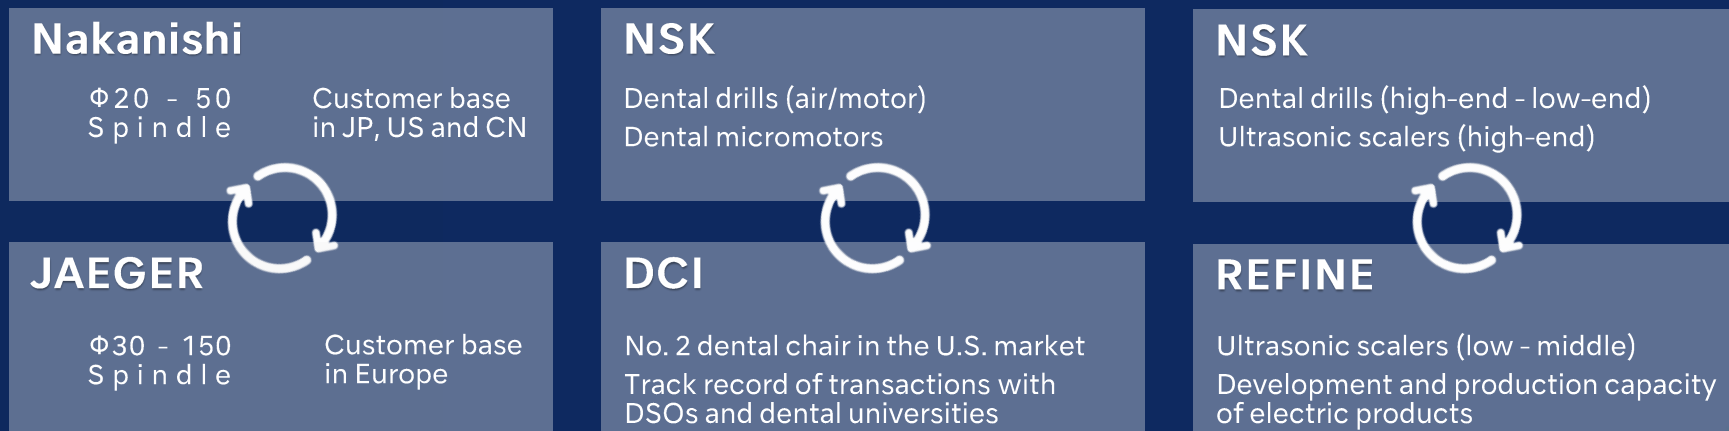 Nakanishi
Φ20 - 50
Spindle
Customer base
in JP, US and CN
JAEGER
Φ30 - 150
Spindle
Customer base
in Europe
NSK
Dental drills (air/motor)
Dental micromotors
DCI
No. 2 dental chair in the U.S. market
Track record of transactions with
DSOs and dental universities
NSK
Dental drills (high-end - low-end)
Ultrasonic scalers (high-end)
REFINE
Ultrasonic scalers (low - middle)
Development and production capacity
of electric products